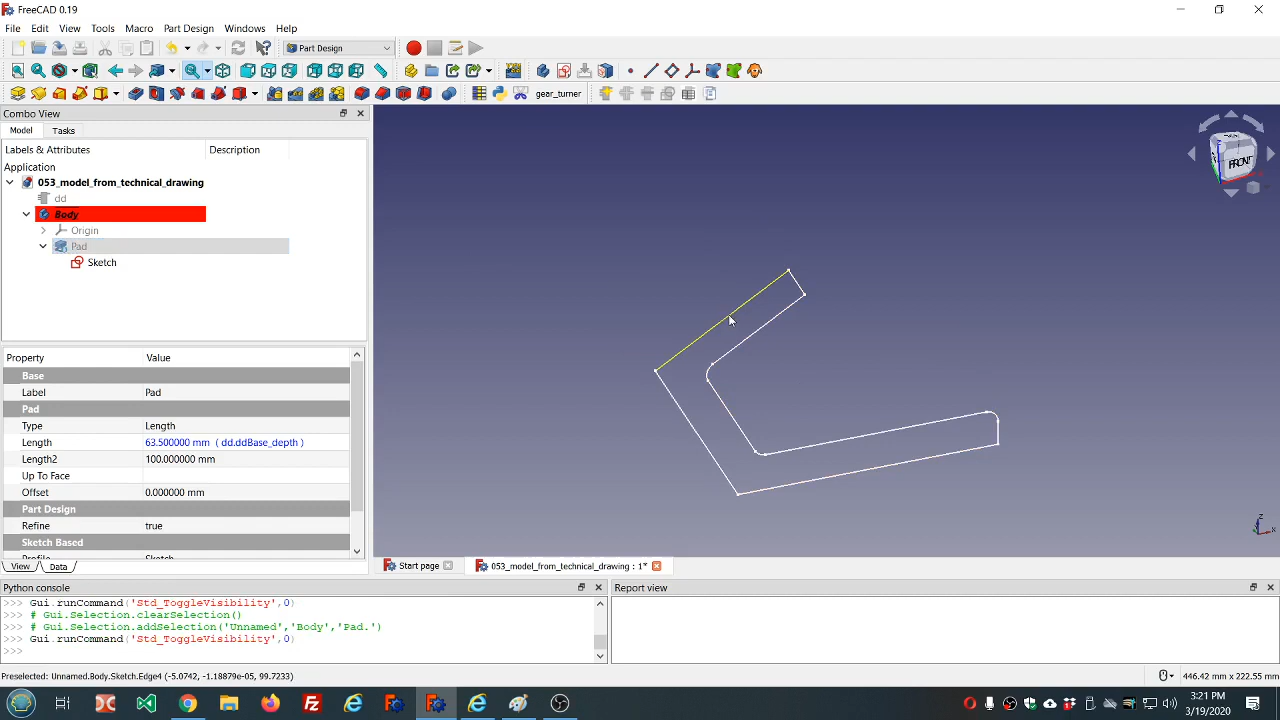 FreeCAD 0.19
File Edit View Tools Macro Part Design Windows Help
Part Design
gear_turner
Combo View
Model Tasks
Labels & Attributes Description
Application
053_model_from_technical_drawing
dd
Body
Origin
Pad
Sketch
FRONT
Property Value
Base
Label Pad
Pad
Type Length
Length 63.500000 mm ( dd.ddBase_depth )
Length2 100.000000 mm
Up To Face
Offset 0.000000 mm
Part Design
Refine true
Sketch Based
Profile Sketch
View Data
Start page 053_model_from_technical_drawing : 1*
Python console
>>> Gui.runCommand('Std_ToggleVisibility',0)
>>> # Gui.Selection.clearSelection()
>>> # Gui.Selection.addSelection('Unnamed','Body','Pad.')
>>> Gui.runCommand('Std_ToggleVisibility',0)
>>>
Report view
Preselected: Unnamed.Body.Sketch.Edge4 (-5.0742, -1.18879e-05, 99.7233)
446.42 mm x 222.55 mm
3:21 PM
3/19/2020